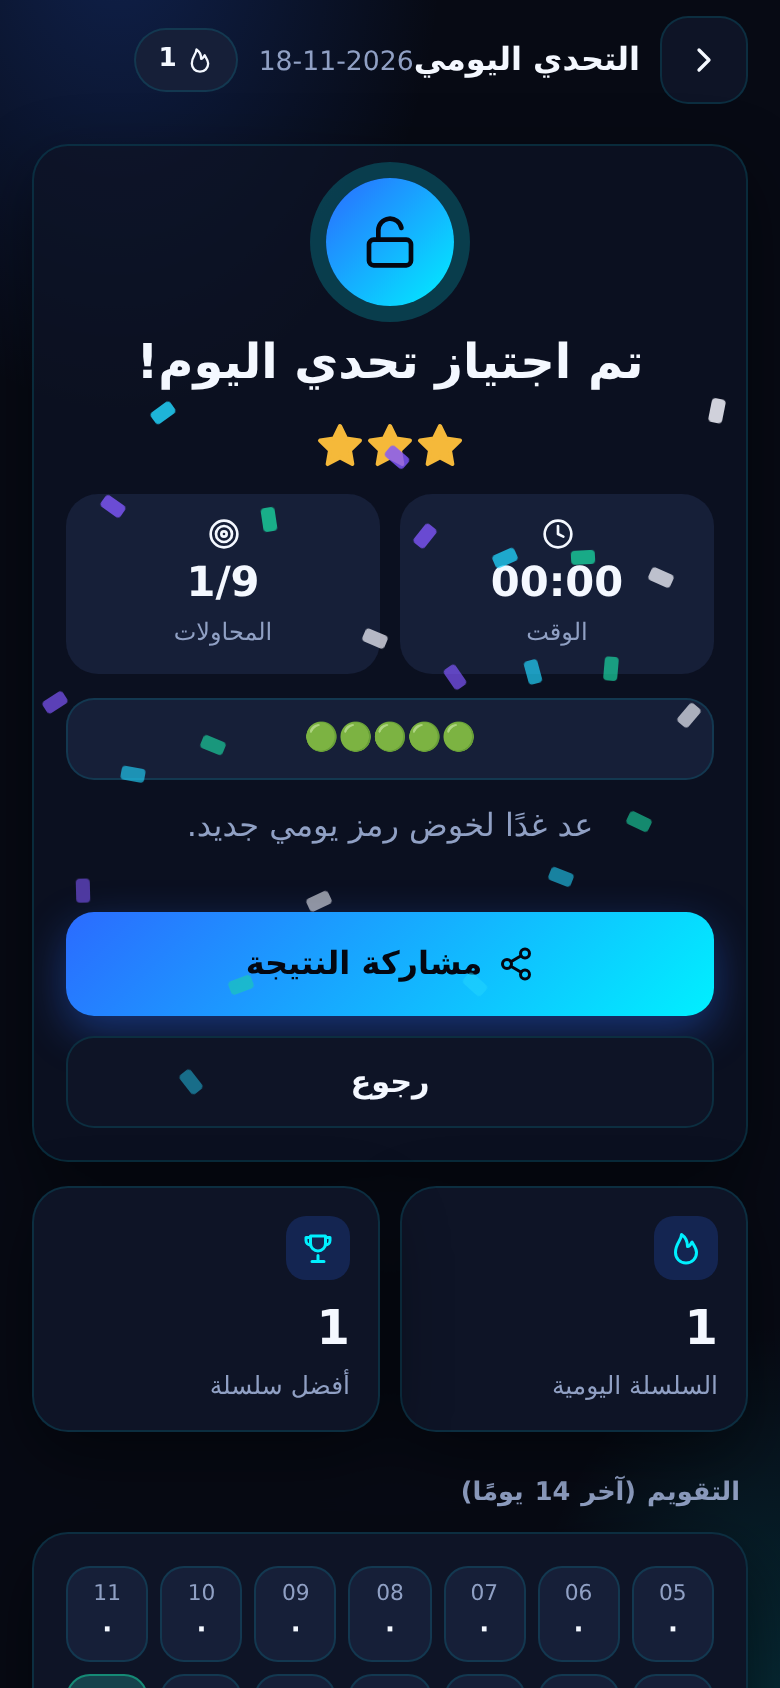 التحدي اليومي 18-11-2026 1
تم اجتياز تحدي اليوم!
00:00 1/9
الوقت المحاولات
عد غدًا لخوض رمز يومي جديد.
مشاركة النتيجة
رجوع
1 1
السلسلة اليومية أفضل سلسلة
التقويم (آخر 14 يومًا)
05 06 07 08 09 10 11
· · · · · · ·